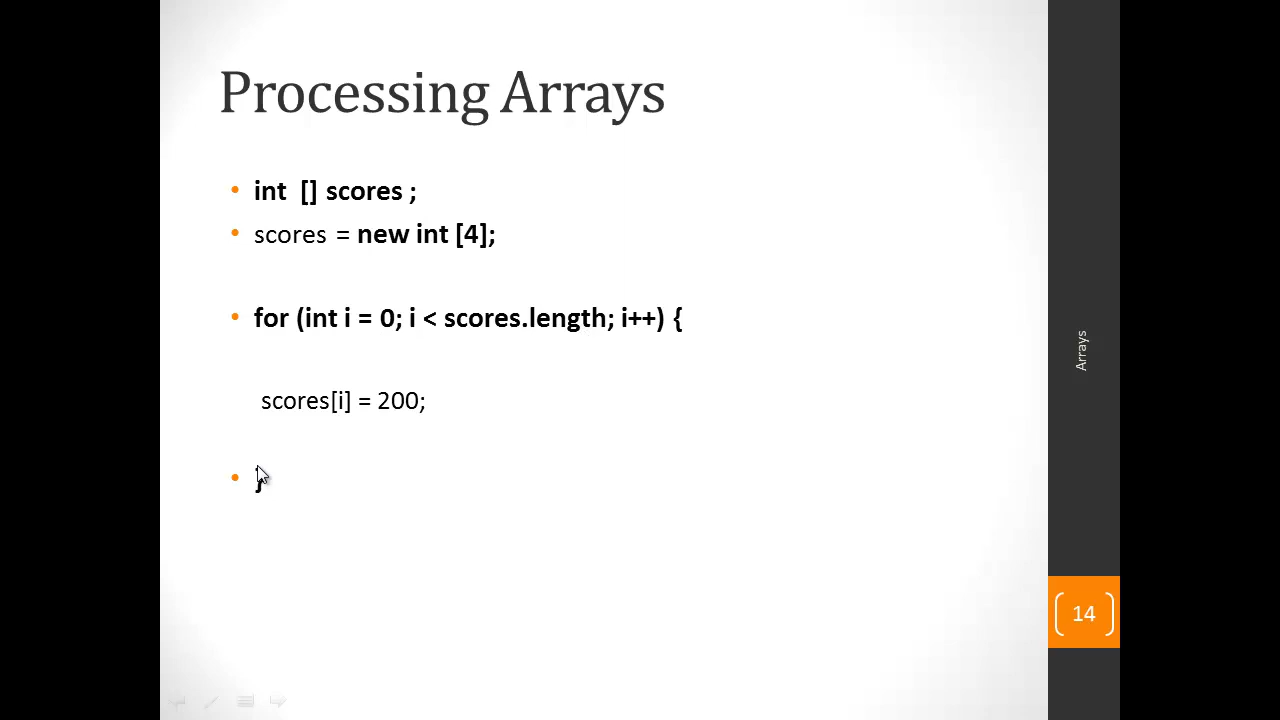 Processing Arrays
• int [] scores ;
• scores = new int [4];
• for (int i = 0; i < scores.length; i++) {
scores[i] = 200;
• }
Arrays
14